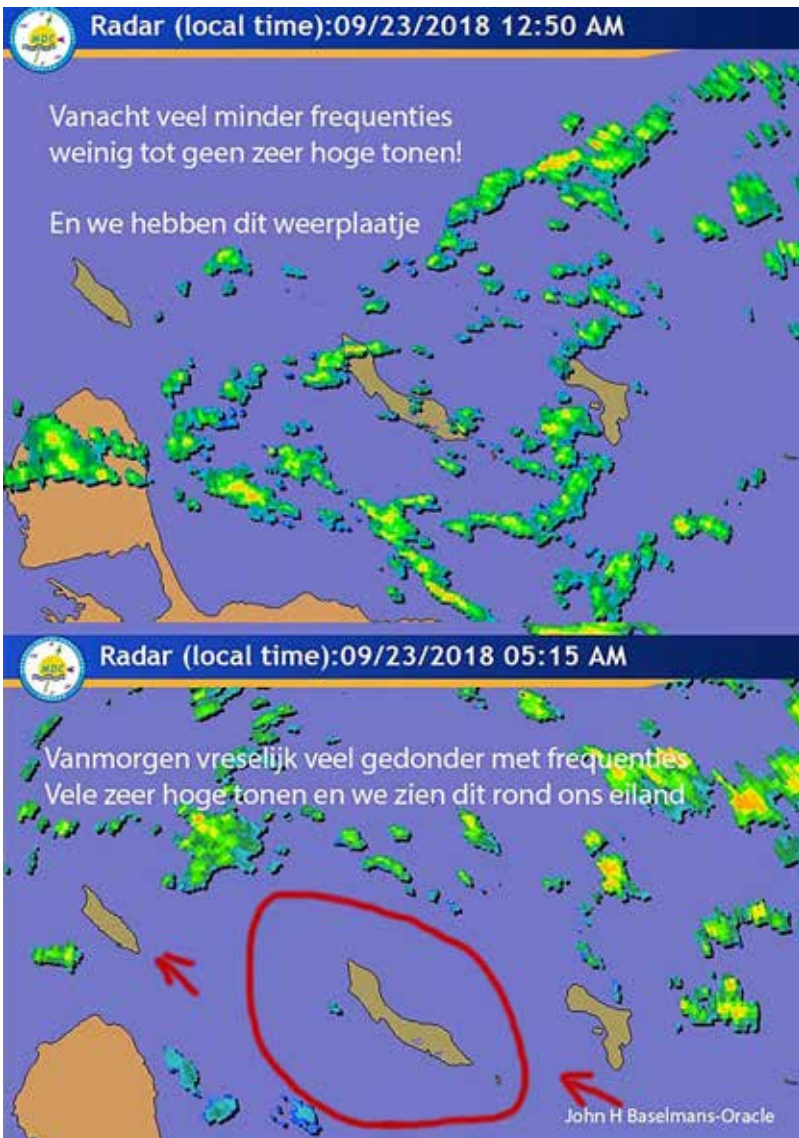 MDC
Radar (local time):09/23/2018 12:50 AM
Vanacht veel minder frequenties
weinig tot geen zeer hoge tonen!
En we hebben dit weerplaatje
MDC
Radar (local time):09/23/2018 05:15 AM
Vanmorgen vreselijk veel gedonder met frequenties
Vele zeer hoge tonen en we zien dit rond ons eiland
John H Baselmans-Oracle